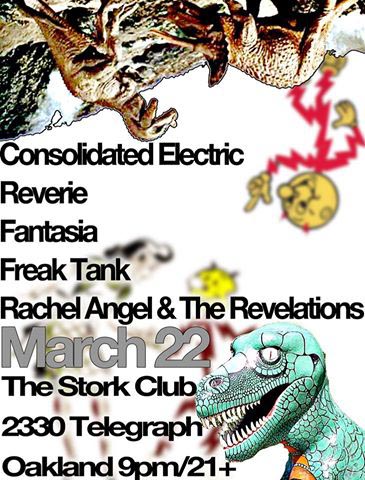 Consolidated Electric
Reverie
Fantasia
Freak Tank
Rachel Angel & The Revelations
March 22
The Stork Club
2330 Telegraph
Oakland 9pm/21+